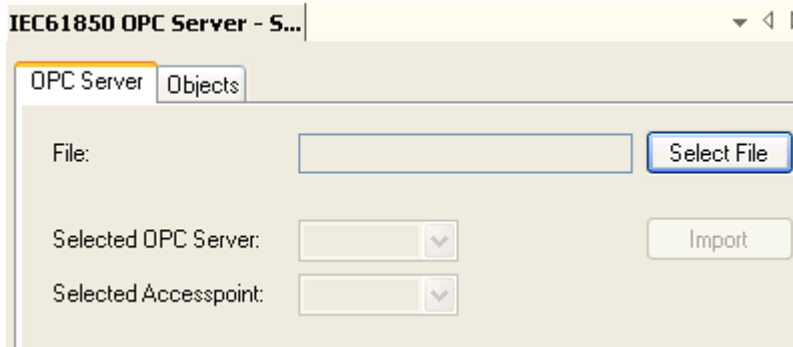 IEC61850 OPC Server - S...
OPC Server Objects
File: Select File
Selected OPC Server: Import
Selected Accesspoint: